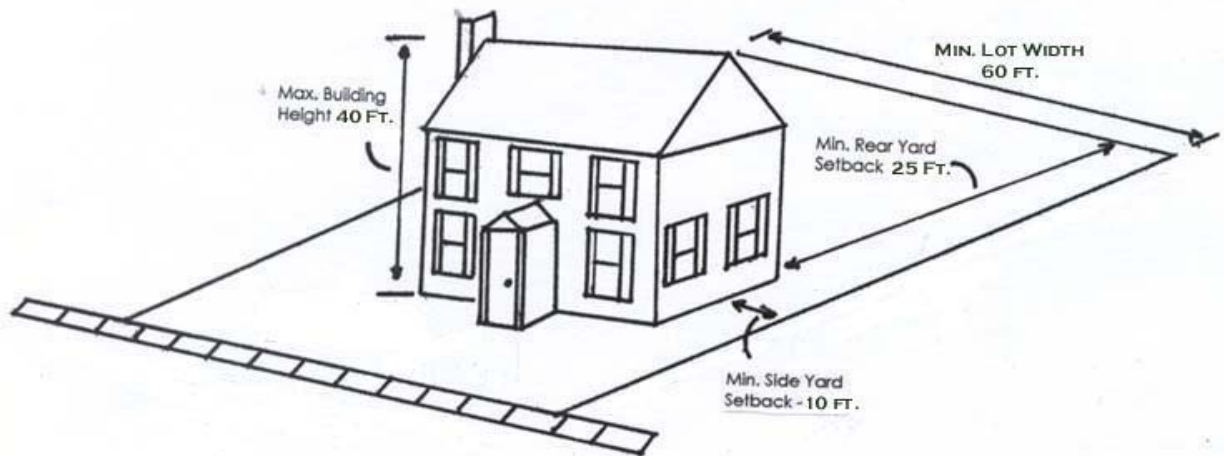 MIN. LOT WIDTH
60 FT.
Max. Building
Height 40 FT.
Min. Rear Yard
Setback 25 FT.
Min. Side Yard
Setback - 10 FT.